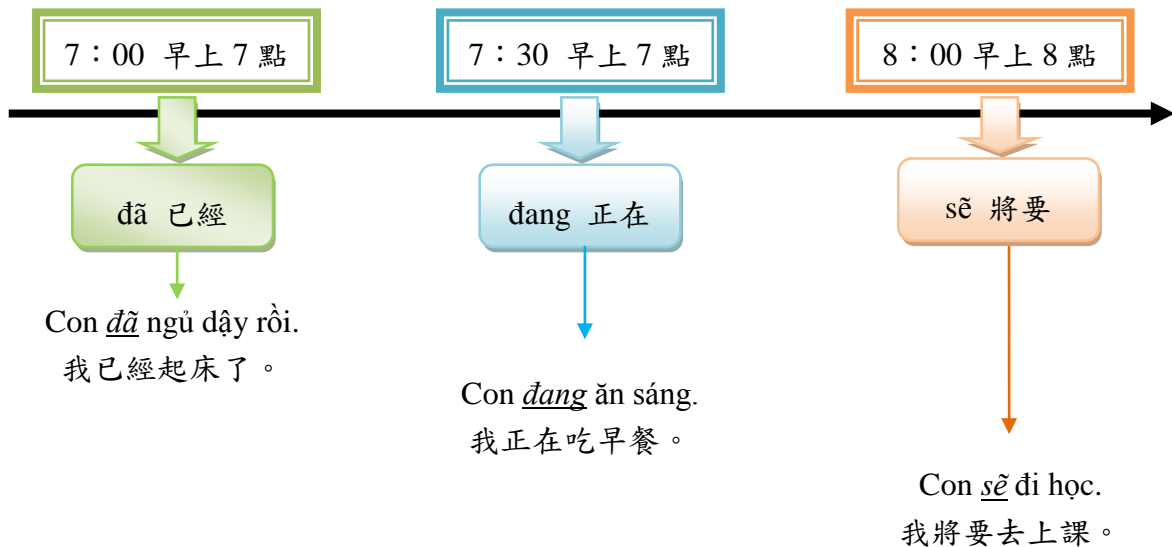 7：00 早上 7 點
7：30 早上 7 點
8：00 早上 8 點
đã 已經
đang 正在
sẽ 將要
Con đã ngủ dậy rồi.
我已經起床了。
Con đang ăn sáng.
我正在吃早餐。
Con sẽ đi học.
我將要去上課。